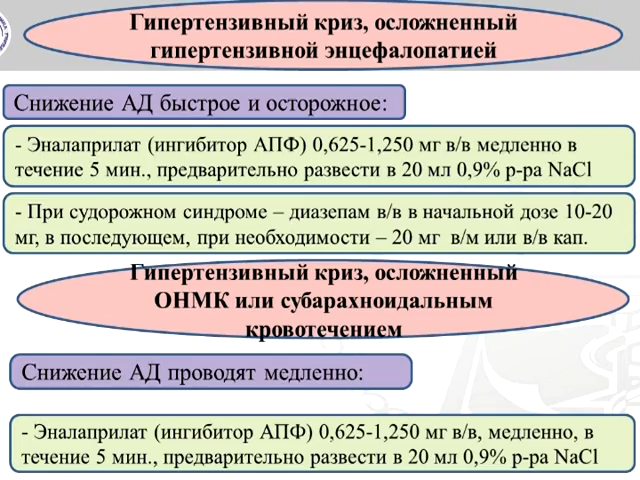 Гипертензивный криз, осложненный
гипертензивной энцефалопатией
Снижение АД быстрое и осторожное:
- Эналаприлат (ингибитор АПФ) 0,625-1,250 мг в/в медленно в
течение 5 мин., предварительно развести в 20 мл 0,9% р-ра NaCl
- При судорожном синдроме – диазепам в/в в начальной дозе 10-20
мг, в последующем, при необходимости – 20 мг в/м или в/в кап.
Гипертензивный криз, осложненный
ОНМК или субарахноидальным
кровотечением
Снижение АД проводят медленно:
- Эналаприлат (ингибитор АПФ) 0,625-1,250 мг в/в, медленно, в
течение 5 мин., предварительно развести в 20 мл 0,9% р-ра NaCl